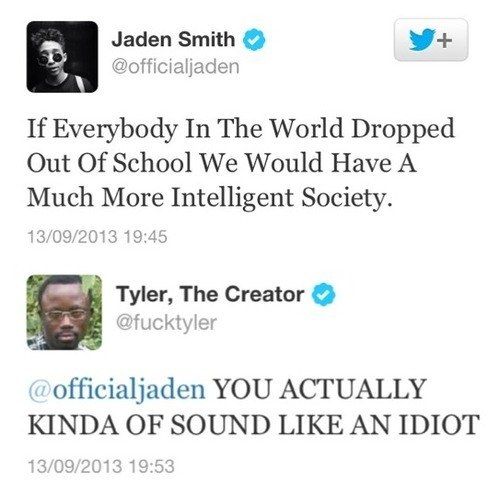 Jaden Smith
@officialjaden
+
If Everybody In The World Dropped
Out Of School We Would Have A
Much More Intelligent Society.
13/09/2013 19:45
Tyler, The Creator
@fucktyler
@officialjaden YOU ACTUALLY
KINDA OF SOUND LIKE AN IDIOT
13/09/2013 19:53